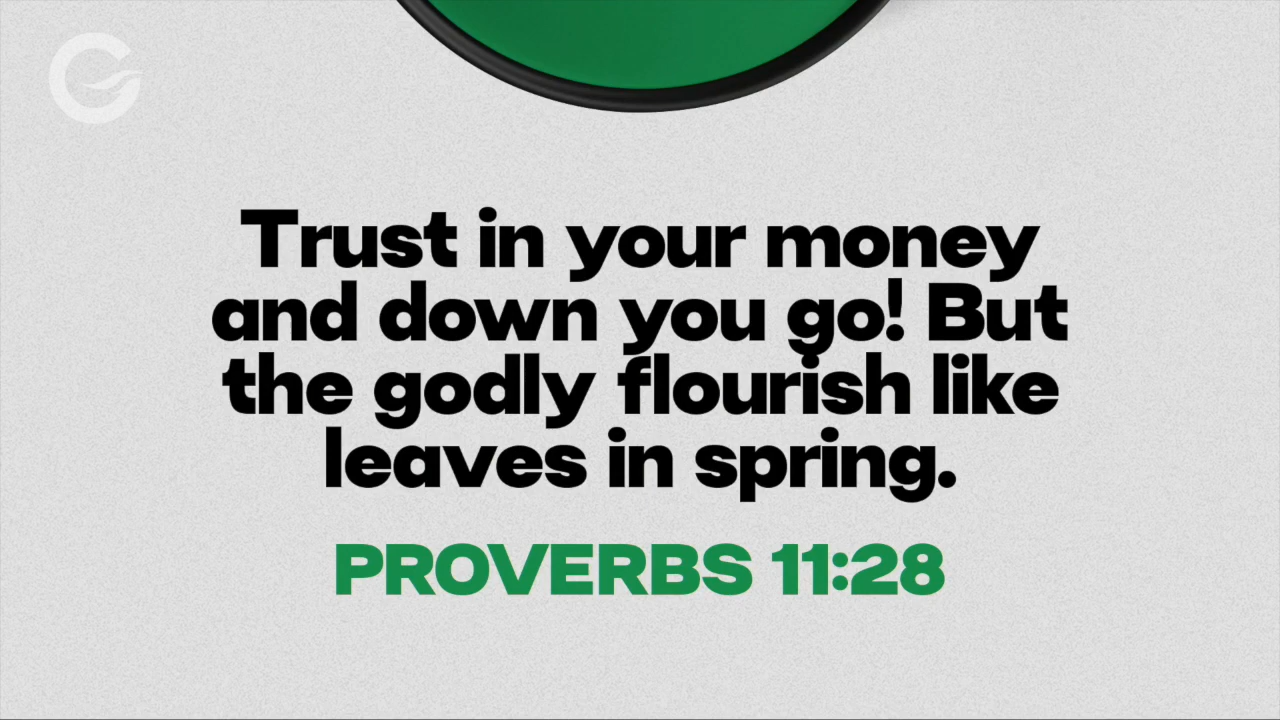 Trust in your money
and down you go! But
the godly flourish like
leaves in spring.
PROVERBS 11:28